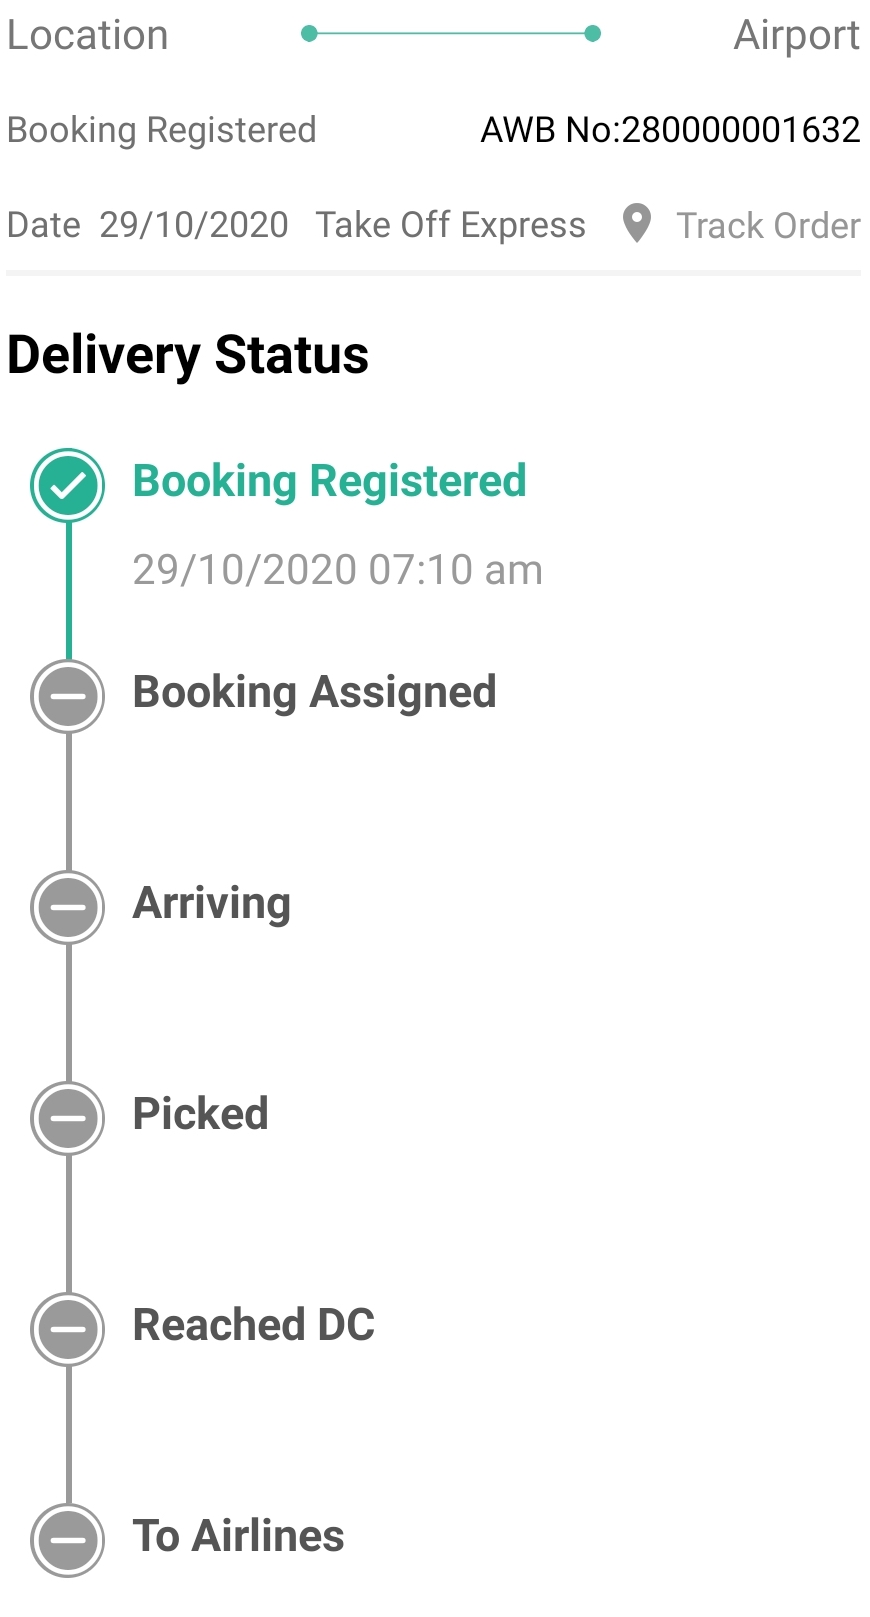 Location Airport
Booking Registered AWB No:280000001632
Date 29/10/2020 Take Off Express Track Order
Delivery Status
Booking Registered
29/10/2020 07:10 am
Booking Assigned
Arriving
Picked
Reached DC
To Airlines